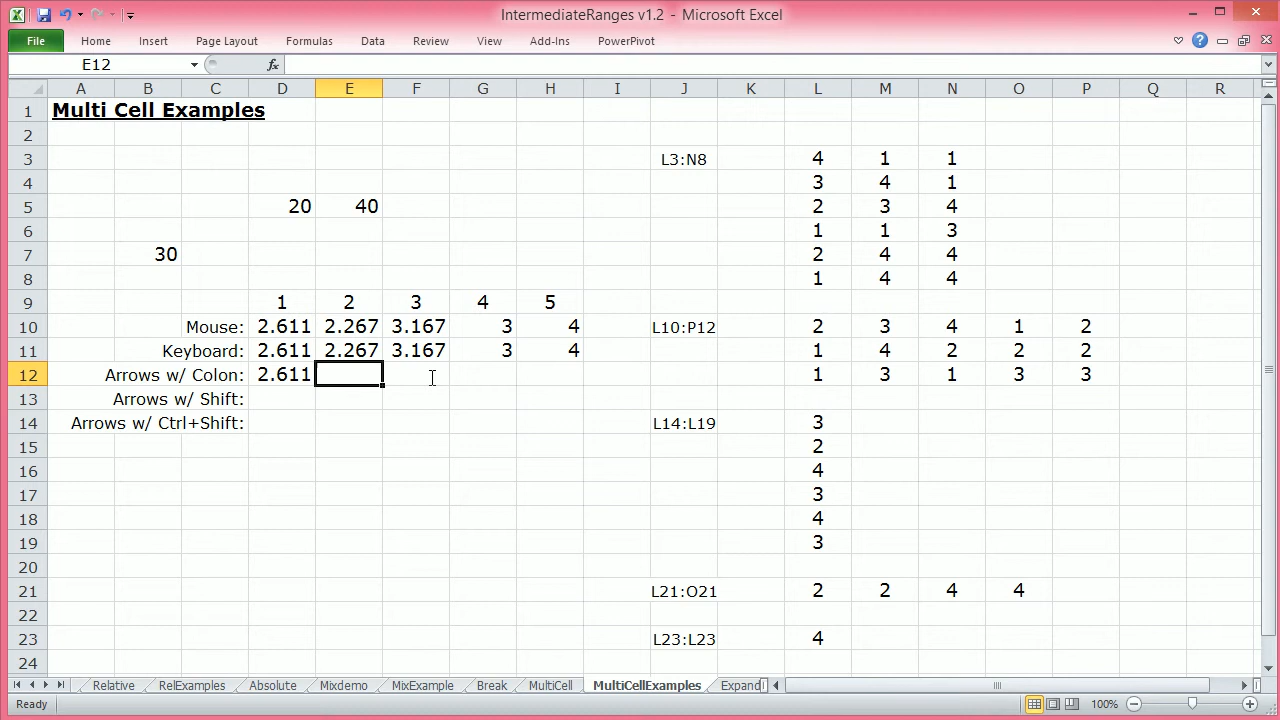 IntermediateRanges v1.2 - Microsoft Excel
File Home Insert Page Layout Formulas Data Review View Add-Ins PowerPivot
E12 fx
A B C D E F G H I J K L M N O P Q R
1 Multi Cell Examples
2
3 L3:N8 4 1 1
4 3 4 1
5 20 40 2 3 4
6 1 1 3
7 30 2 4 4
8 1 4 4
9 1 2 3 4 5
10 Mouse: 2.611 2.267 3.167 3 4 L10:P12 2 3 4 1 2
11 Keyboard: 2.611 2.267 3.167 3 4 1 4 2 2 2
12 Arrows w/ Colon: 2.611 1 3 1 3 3
13 Arrows w/ Shift:
14 Arrows w/ Ctrl+Shift: L14:L19 3
15 2
16 4
17 3
18 4
19 3
20
21 L21:O21 2 2 4 4
22
23 L23:L23 4
24
Relative RelExamples Absolute Mixdemo MixExample Break MultiCell MultiCellExamples Expand
Ready 100%